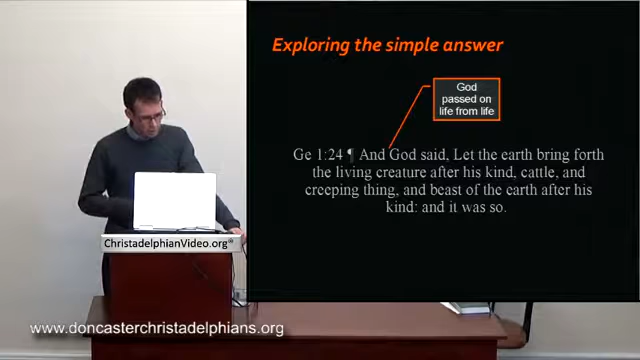 Exploring the simple answer
God
passed on
life from life
Ge 1:24 ¶ And God said, Let the earth bring forth
the living creature after his kind, cattle, and
creeping thing, and beast of the earth after his
kind: and it was so.
ChristadelphianVideo.org®
www.doncasterchristadelphians.org